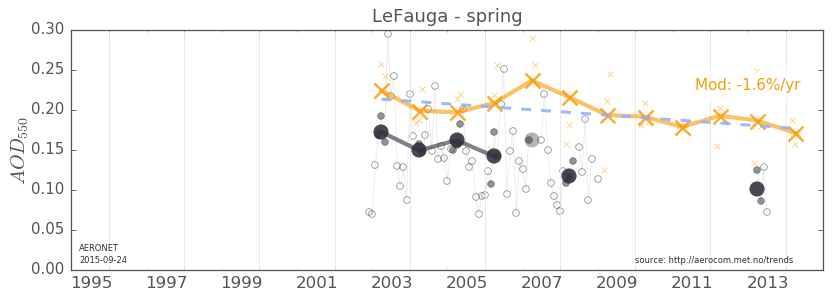 LeFauga - spring
0.30
0.25
0.20
0.15
0.10
0.05
0.00
AOD550
Mod: -1.6%/yr
AERONET
2015-09-24
source: http://aerocom.met.no/trends
1995 1997 1999 2001 2003 2005 2007 2009 2011 2013